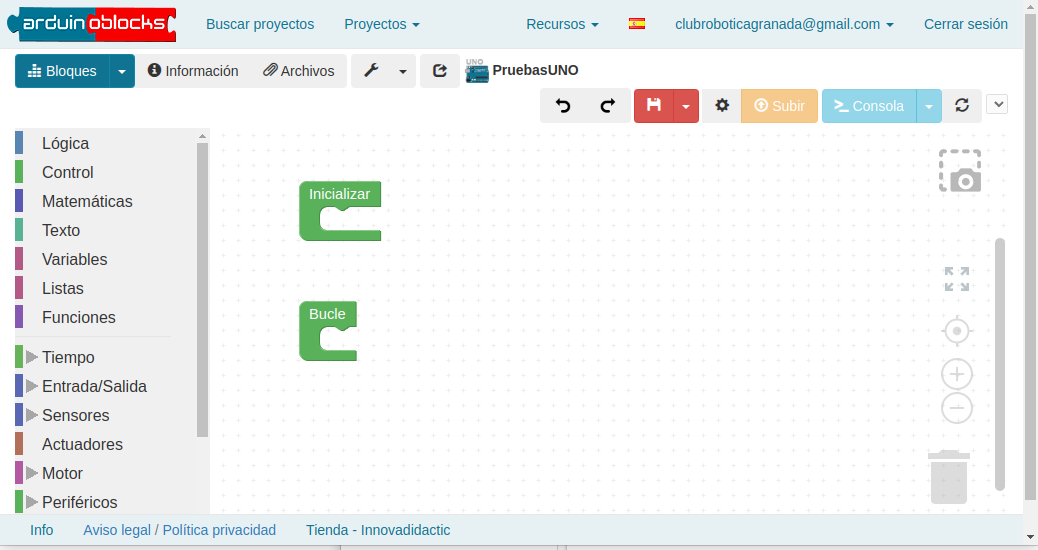 arduinoblocks Buscar proyectos Proyectos Recursos clubroboticagranada@gmail.com Cerrar sesión
Bloques Información Archivos UNO PruebasUNO
Subir Consola
Lógica
Control
Matemáticas
Texto
Variables
Listas
Funciones
Tiempo
Entrada/Salida
Sensores
Actuadores
Motor
Periféricos
Inicializar
Bucle
Info Aviso legal / Política privacidad Tienda - Innovadidactic